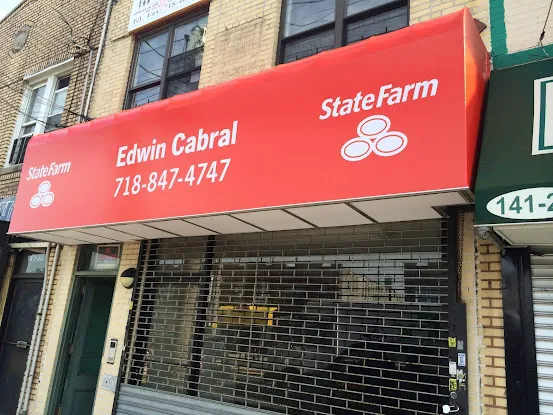 StateFarm
Edwin Cabral
718-847-4747
StateFarm
141-2